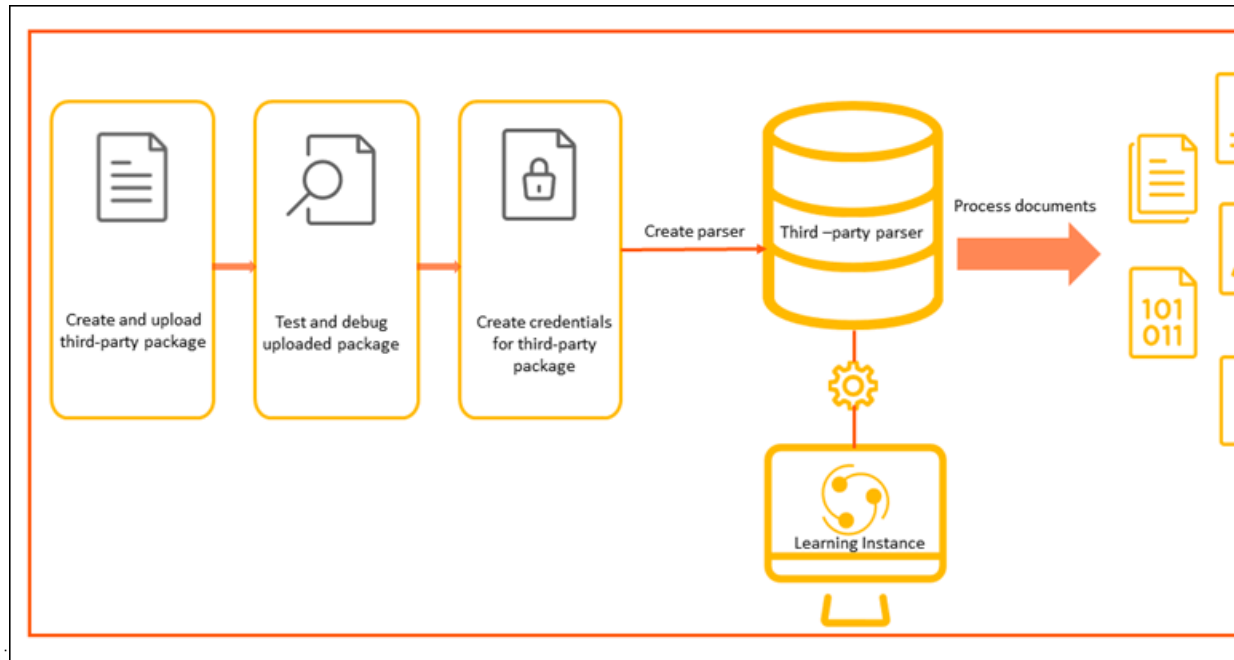 Create and upload
third-party package
Test and debug
uploaded package
Create credentials
for third-party
package
Create parser
Third –party parser
Process documents
101
011
Learning Instance